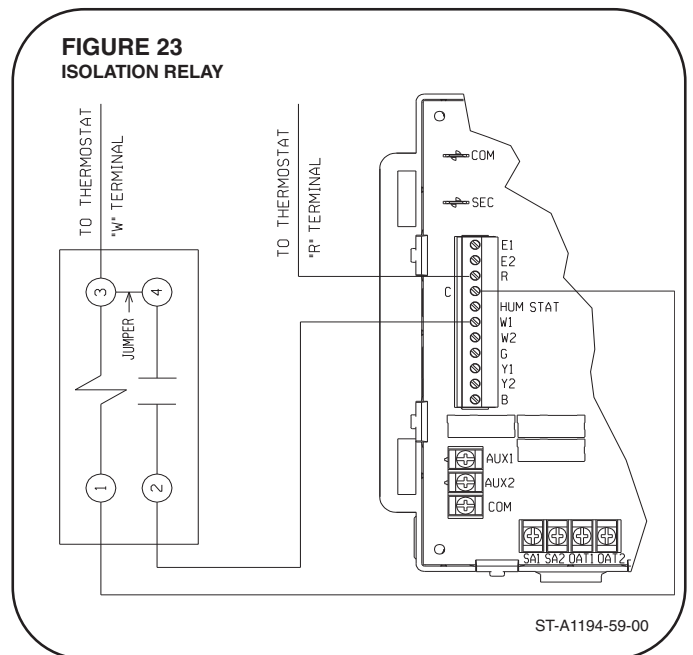 FIGURE 23
ISOLATION RELAY
TO THERMOSTAT
"W" TERMINAL
TO THERMOSTAT
"R" TERMINAL
COM
SEC
E1
E2
R
C
HUM STAT
W1
W2
G
Y1
Y2
B
3
4
JUMPER
1
2
AUX1
AUX2
COM
SA1 SA2 OAT1 OAT2
ST-A1194-59-00